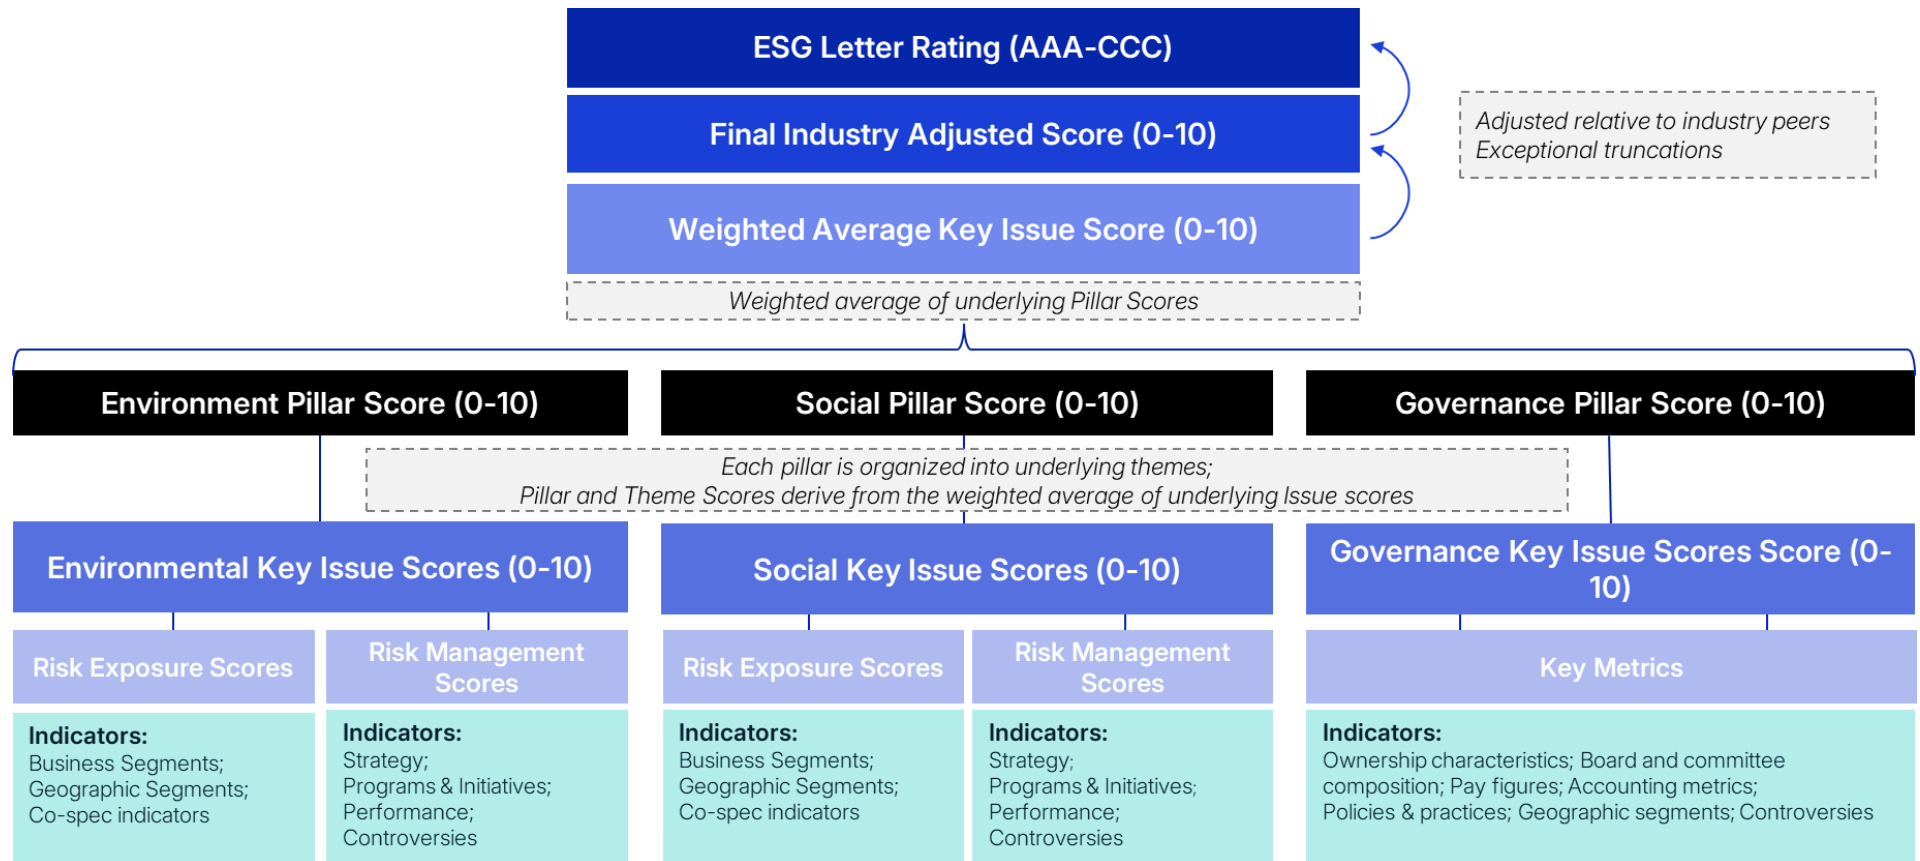 ESG Letter Rating (AAA-CCC)
Final Industry Adjusted Score (0-10)
Adjusted relative to industry peers
Exceptional truncations
Weighted Average Key Issue Score (0-10)
Weighted average of underlying Pillar Scores
Environment Pillar Score (0-10)
Social Pillar Score (0-10)
Governance Pillar Score (0-10)
Each pillar is organized into underlying themes;
Pillar and Theme Scores derive from the weighted average of underlying Issue scores
Environmental Key Issue Scores (0-10)
Social Key Issue Scores (0-10)
Governance Key Issue Scores Score (0-
10)
Risk Exposure Scores
Risk Management
Scores
Risk Exposure Scores
Risk Management
Scores
Key Metrics
Indicators:
Business Segments;
Geographic Segments;
Co-spec indicators
Indicators:
Strategy;
Programs & Initiatives;
Performance;
Controversies
Indicators:
Business Segments;
Geographic Segments;
Co-spec indicators
Indicators:
Strategy;
Programs & Initiatives;
Performance;
Controversies
Indicators:
Ownership characteristics; Board and committee
composition; Pay figures; Accounting metrics;
Policies & practices; Geographic segments; Controversies